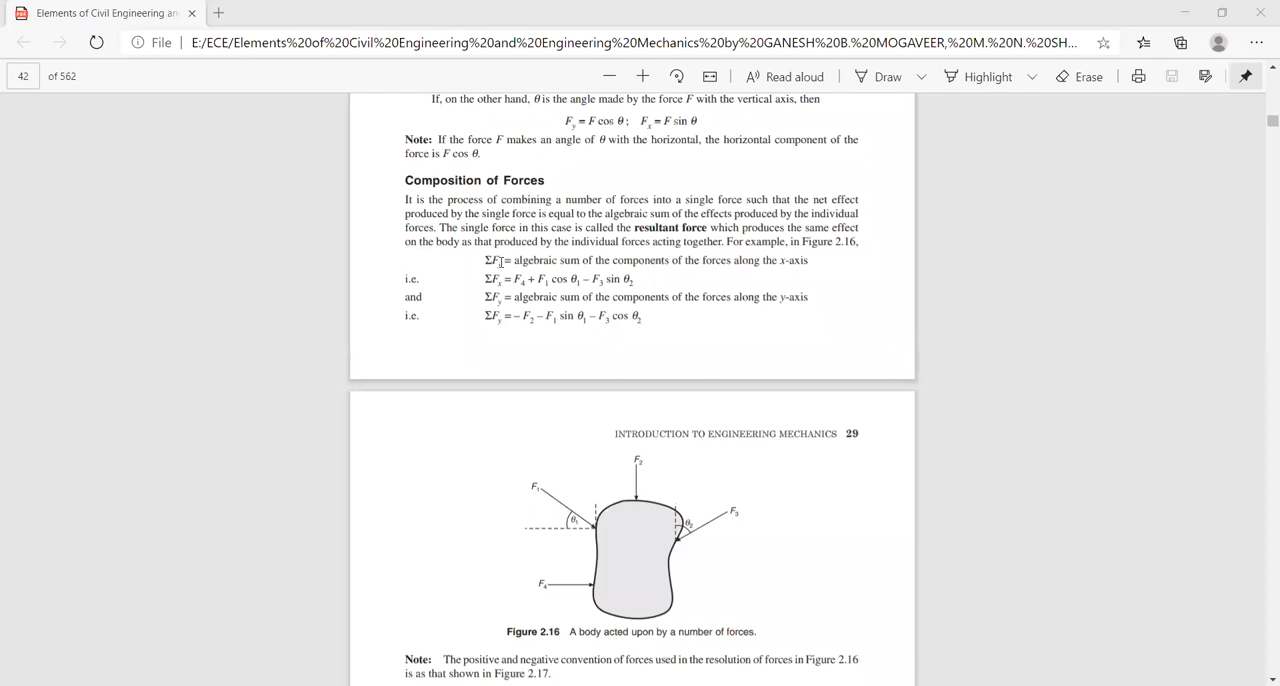 Elements of Civil Engineering an
File E:/ECE/Elements%20of%20Civil%20Engineering%20and%20Engineering%20Mechanics%20by%20GANESH%20B.%20MOGAVEER,%20M.%20N.%20SH...
42 of 562 Read aloud Draw Highlight Erase
If, on the other hand, θ is the angle made by the force F with the vertical axis, then
Fy = F cos θ; Fx = F sin θ
Note: If the force F makes an angle of θ with the horizontal, the horizontal component of the
force is F cos θ.
Composition of Forces
It is the process of combining a number of forces into a single force such that the net effect
produced by the single force is equal to the algebraic sum of the effects produced by the individual
forces. The single force in this case is called the resultant force which produces the same effect
on the body as that produced by the individual forces acting together. For example, in Figure 2.16,
ΣF = algebraic sum of the components of the forces along the x-axis
i.e. ΣFx = F4 + F1 cos θ1 – F3 sin θ2
and ΣFy = algebraic sum of the components of the forces along the y-axis
i.e. ΣFy = – F2 – F1 sin θ1 – F3 cos θ2
INTRODUCTION TO ENGINEERING MECHANICS 29
F2
F1
F3
θ1
θ2
F4
Figure 2.16 A body acted upon by a number of forces.
Note: The positive and negative convention of forces used in the resolution of forces in Figure 2.16
is as that shown in Figure 2.17.